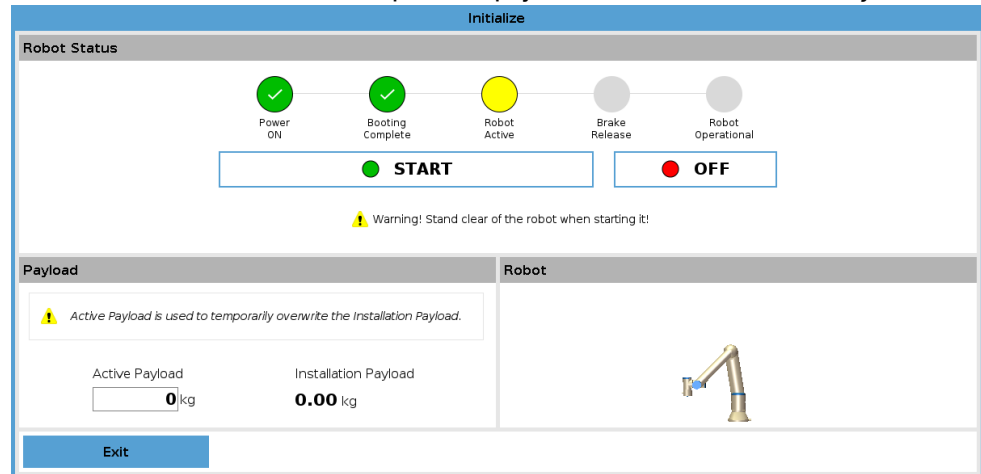 Initialize
Robot Status
Power
ON
Booting
Complete
Robot
Active
Brake
Release
Robot
Operational
START
OFF
Warning! Stand clear of the robot when starting it!
Payload
Robot
Active Payload is used to temporarily overwrite the Installation Payload.
Active Payload
Installation Payload
0 kg
0.00 kg
Exit